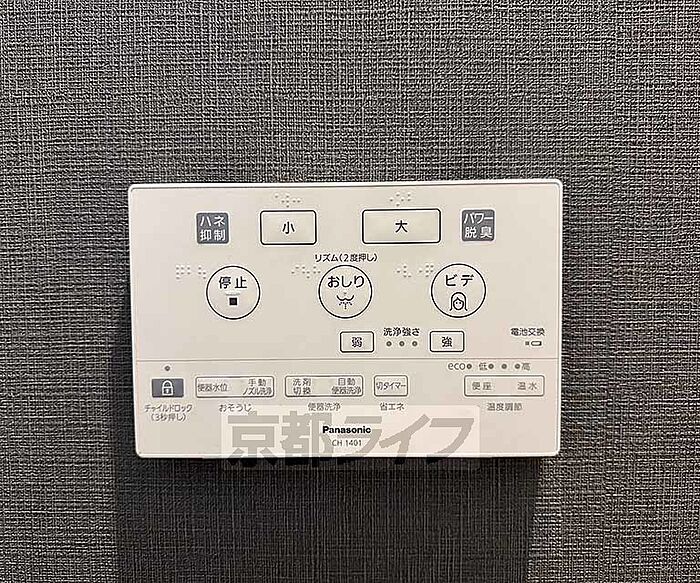 ハネ抑制
小
大
パワー脱臭
リズム(2度押し)
停止
おしり
ビデ
洗浄強さ
弱
強
電池交換
eco 低 高
便器水位
手動ノズル洗浄
洗剤切換
自動便器洗浄
切タイマー
便座
温水
チャイルドロック
(3秒押し)
おそうじ
便器洗浄
省エネ
温度調節
Panasonic
CH 1401
京都ライフ